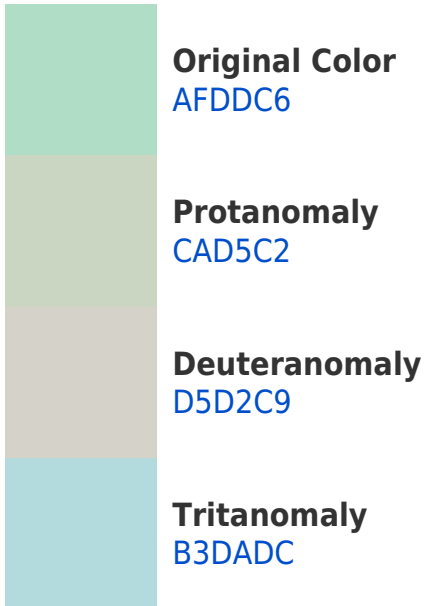 Original Color
AFDDC6
Protanomaly
CAD5C2
Deuteranomaly
D5D2C9
Tritanomaly
B3DADC